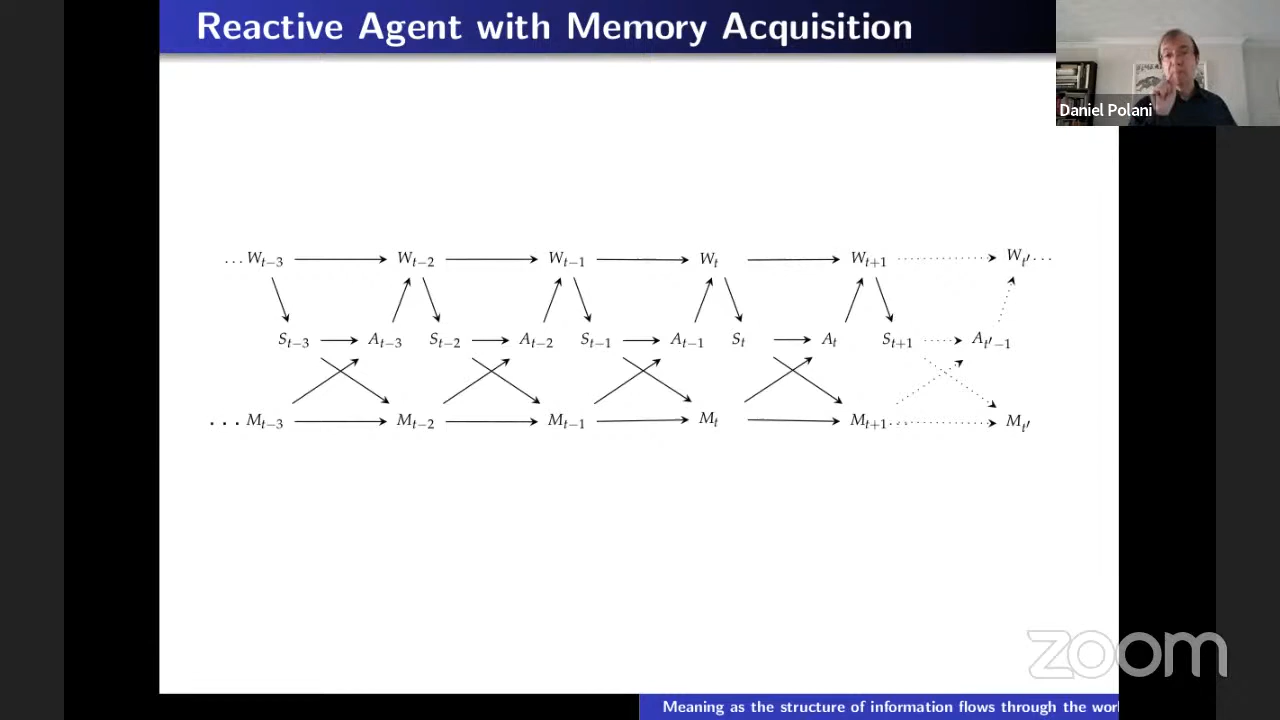 Reactive Agent with Memory Acquisition
Daniel Polani
... W_{t−3} W_{t−2} W_{t−1} W_t W_{t+1} W_{t′} ...
S_{t−3} A_{t−3} S_{t−2} A_{t−2} S_{t−1} A_{t−1} S_t A_t S_{t+1} A_{t′−1}
... M_{t−3} M_{t−2} M_{t−1} M_t M_{t+1} M_{t′}
zoom
Meaning as the structure of information flows through the wor